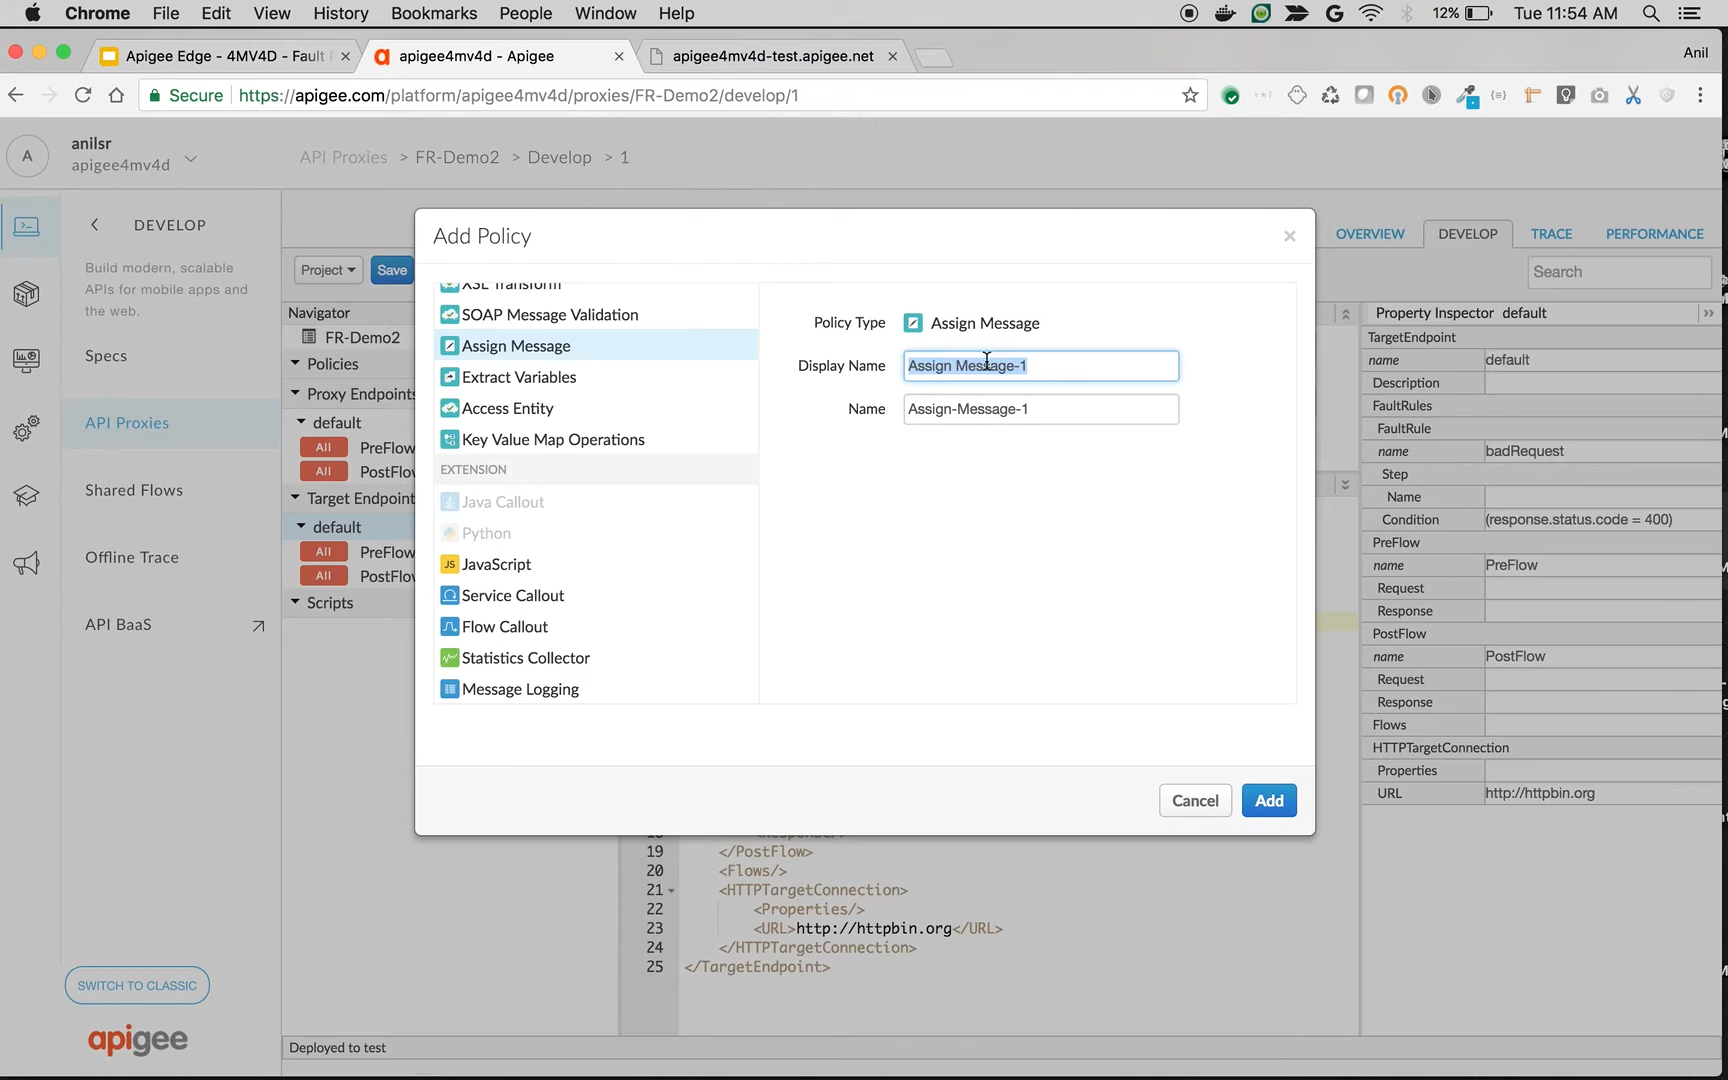 Chrome File Edit View History Bookmarks People Window Help 12% Tue 11:54 AM
Apigee Edge - 4MV4D - Fault
apigee4mv4d - Apigee
apigee4mv4d-test.apigee.net
Anil
Secure https://apigee.com/platform/apigee4mv4d/proxies/FR-Demo2/develop/1
A
anilsr
apigee4mv4d
API Proxies > FR-Demo2 > Develop > 1
DEVELOP
Build modern, scalable
APIs for mobile apps and
the web.
Specs
API Proxies
Shared Flows
Offline Trace
API BaaS
SWITCH TO CLASSIC
apigee
Project Save
Navigator
FR-Demo2
Policies
Proxy Endpoints
default
All PreFlow
All
Target Endpoint
default
All PreFlow
All
Scripts
Deployed to test
Add Policy
×
XSL Transform
SOAP Message Validation
Assign Message
Extract Variables
Access Entity
Key Value Map Operations
EXTENSION
Java Callout
Python
JS JavaScript
Service Callout
Flow Callout
Statistics Collector
Message Logging
Policy Type Assign Message
Display Name Assign Message-1
Name Assign-Message-1
Cancel Add
19 </PostFlow>
20 <Flows/>
21 <HTTPTargetConnection>
22 <Properties/>
23 <URL>http://httpbin.org</URL>
24 </HTTPTargetConnection>
25 </TargetEndpoint>
OVERVIEW DEVELOP TRACE PERFORMANCE
Search
Property Inspector default
TargetEndpoint
name default
Description
FaultRules
FaultRule
name badRequest
Step
Name
Condition (response.status.code = 400)
PreFlow
name PreFlow
Request
Response
PostFlow
name PostFlow
Request
Response
Flows
HTTPTargetConnection
Properties
URL http://httpbin.org